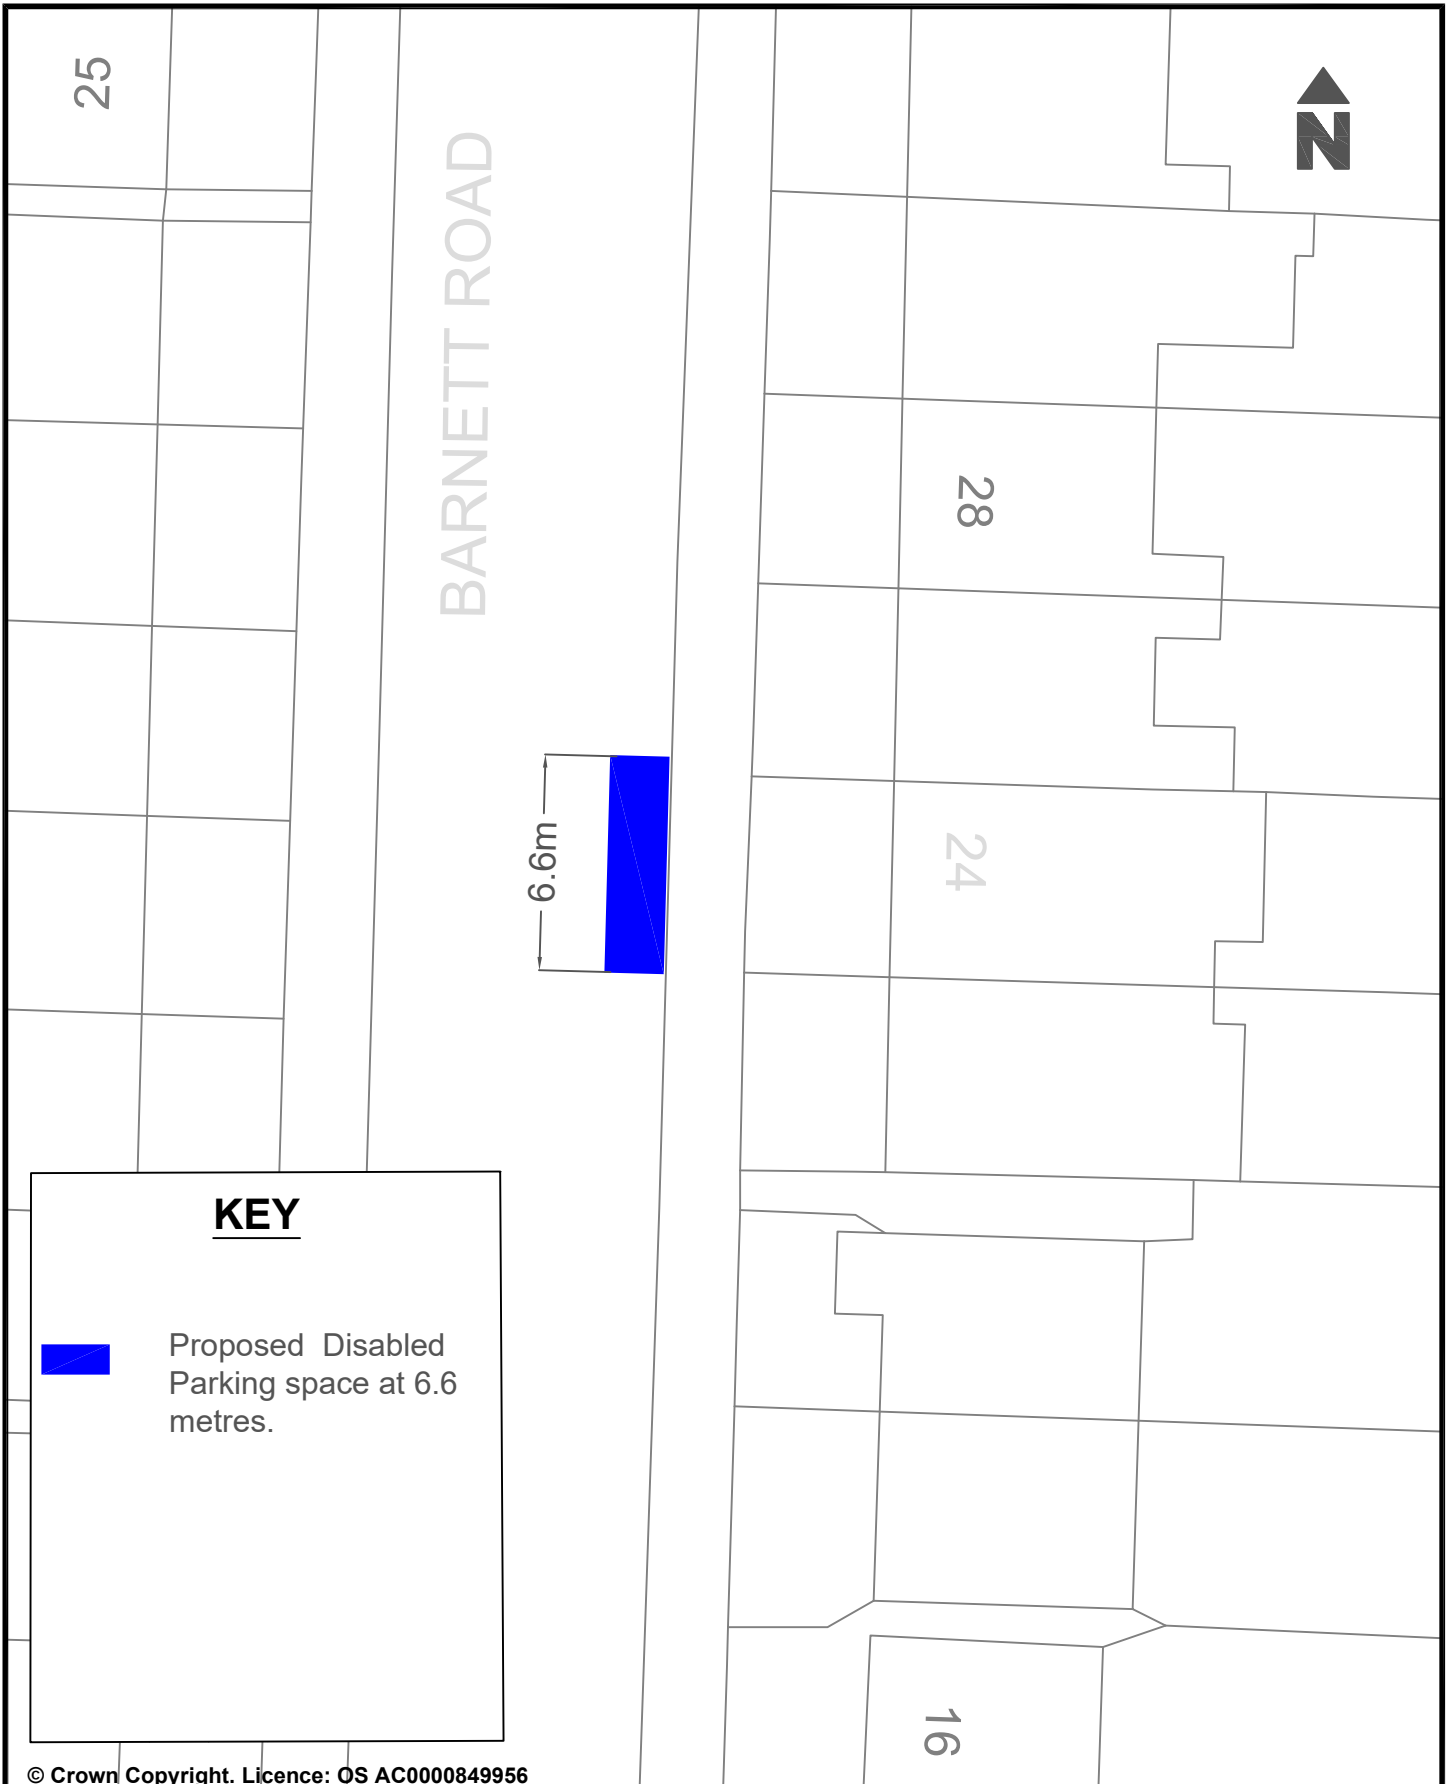 25
N
BARNETT ROAD
28
6.6m
24
KEY
Proposed Disabled
Parking space at 6.6
metres.
16
© Crown Copyright. Licence: OS AC0000849956